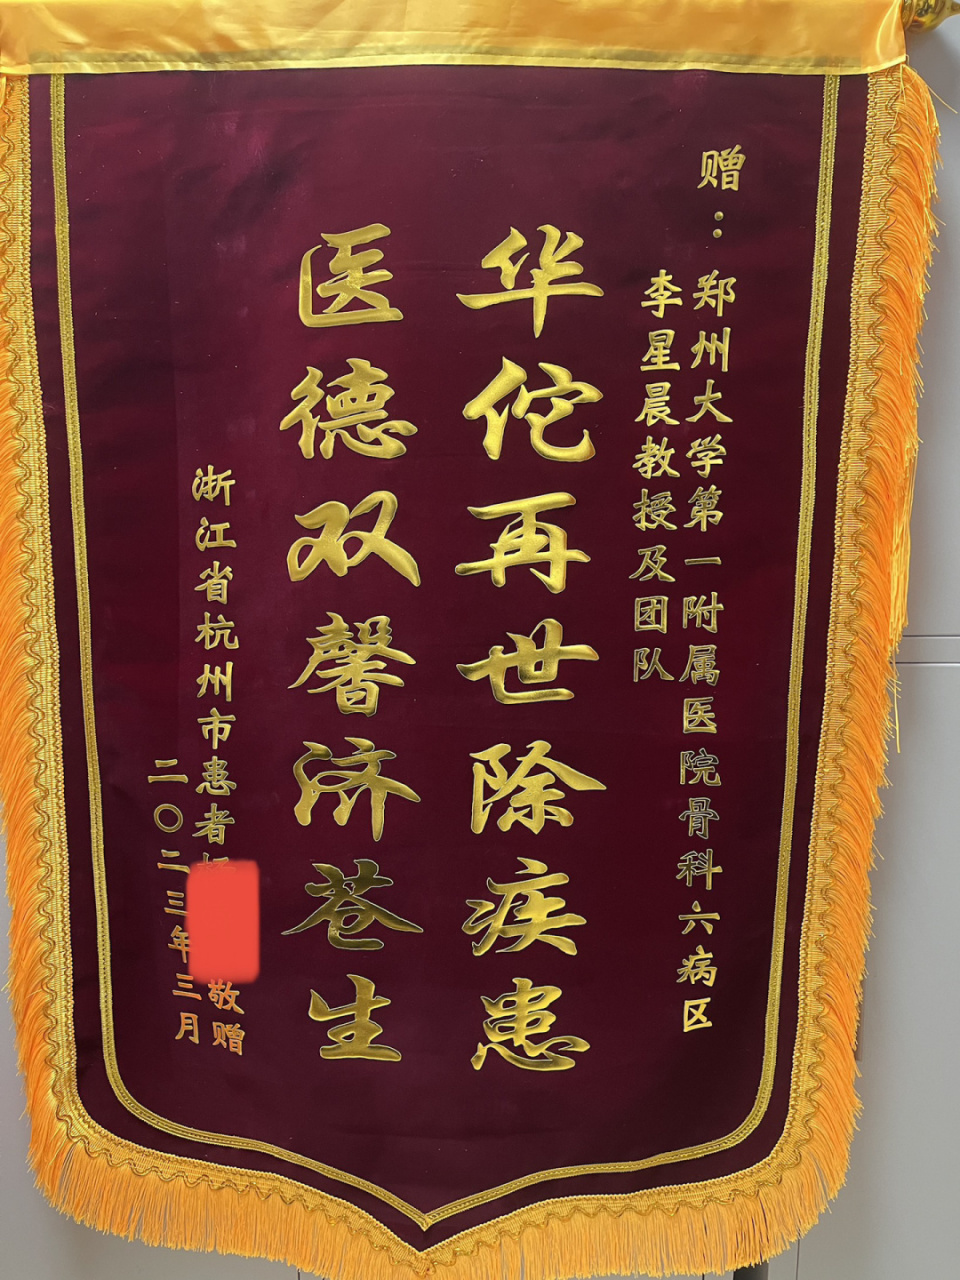 赠：郑州大学第一附属医院骨科六病区
李星晨教授及团队
华佗再世除疾患
医德双馨济苍生
浙江省杭州市患者
敬赠
二〇二三年三月